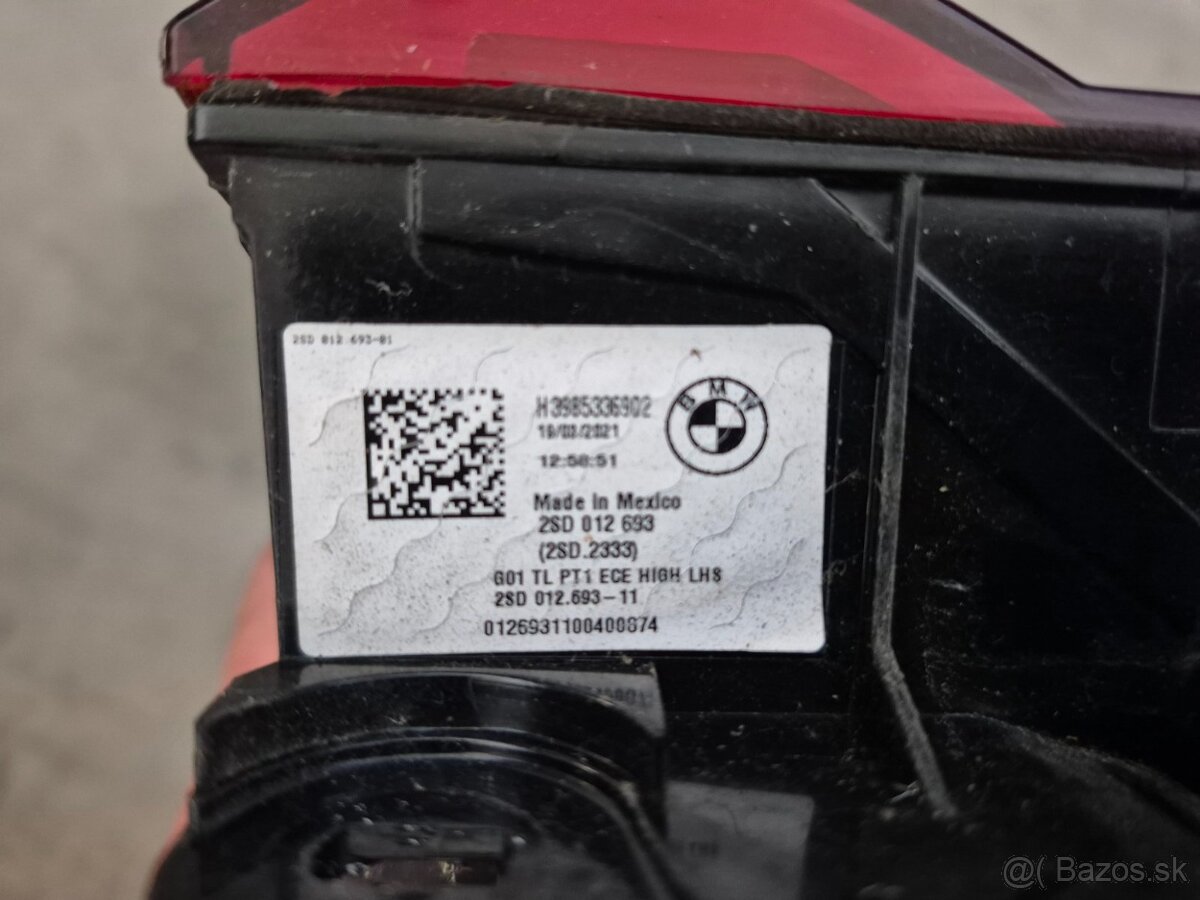 2SD 012 693-81
H3985336902
19/03/2021
12:58:51
BMW
Made in Mexico
2SD 012 693
(2SD.2333)
G01 TL PT1 ECE HIGH LHS
2SD 012.693-11
0126931100400874
@( Bazos.sk